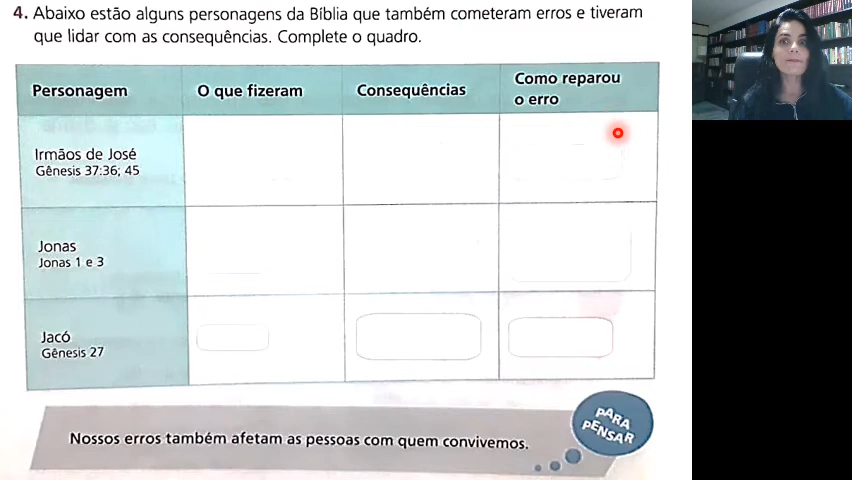 4. Abaixo estão alguns personagens da Bíblia que também cometeram erros e tiveram
que lidar com as consequências. Complete o quadro.
Personagem
O que fizeram
Consequências
Como reparou
o erro
Irmãos de José
Gênesis 37:36; 45
Jonas
Jonas 1 e 3
Jacó
Gênesis 27
Nossos erros também afetam as pessoas com quem convivemos.
PARA
PENSAR